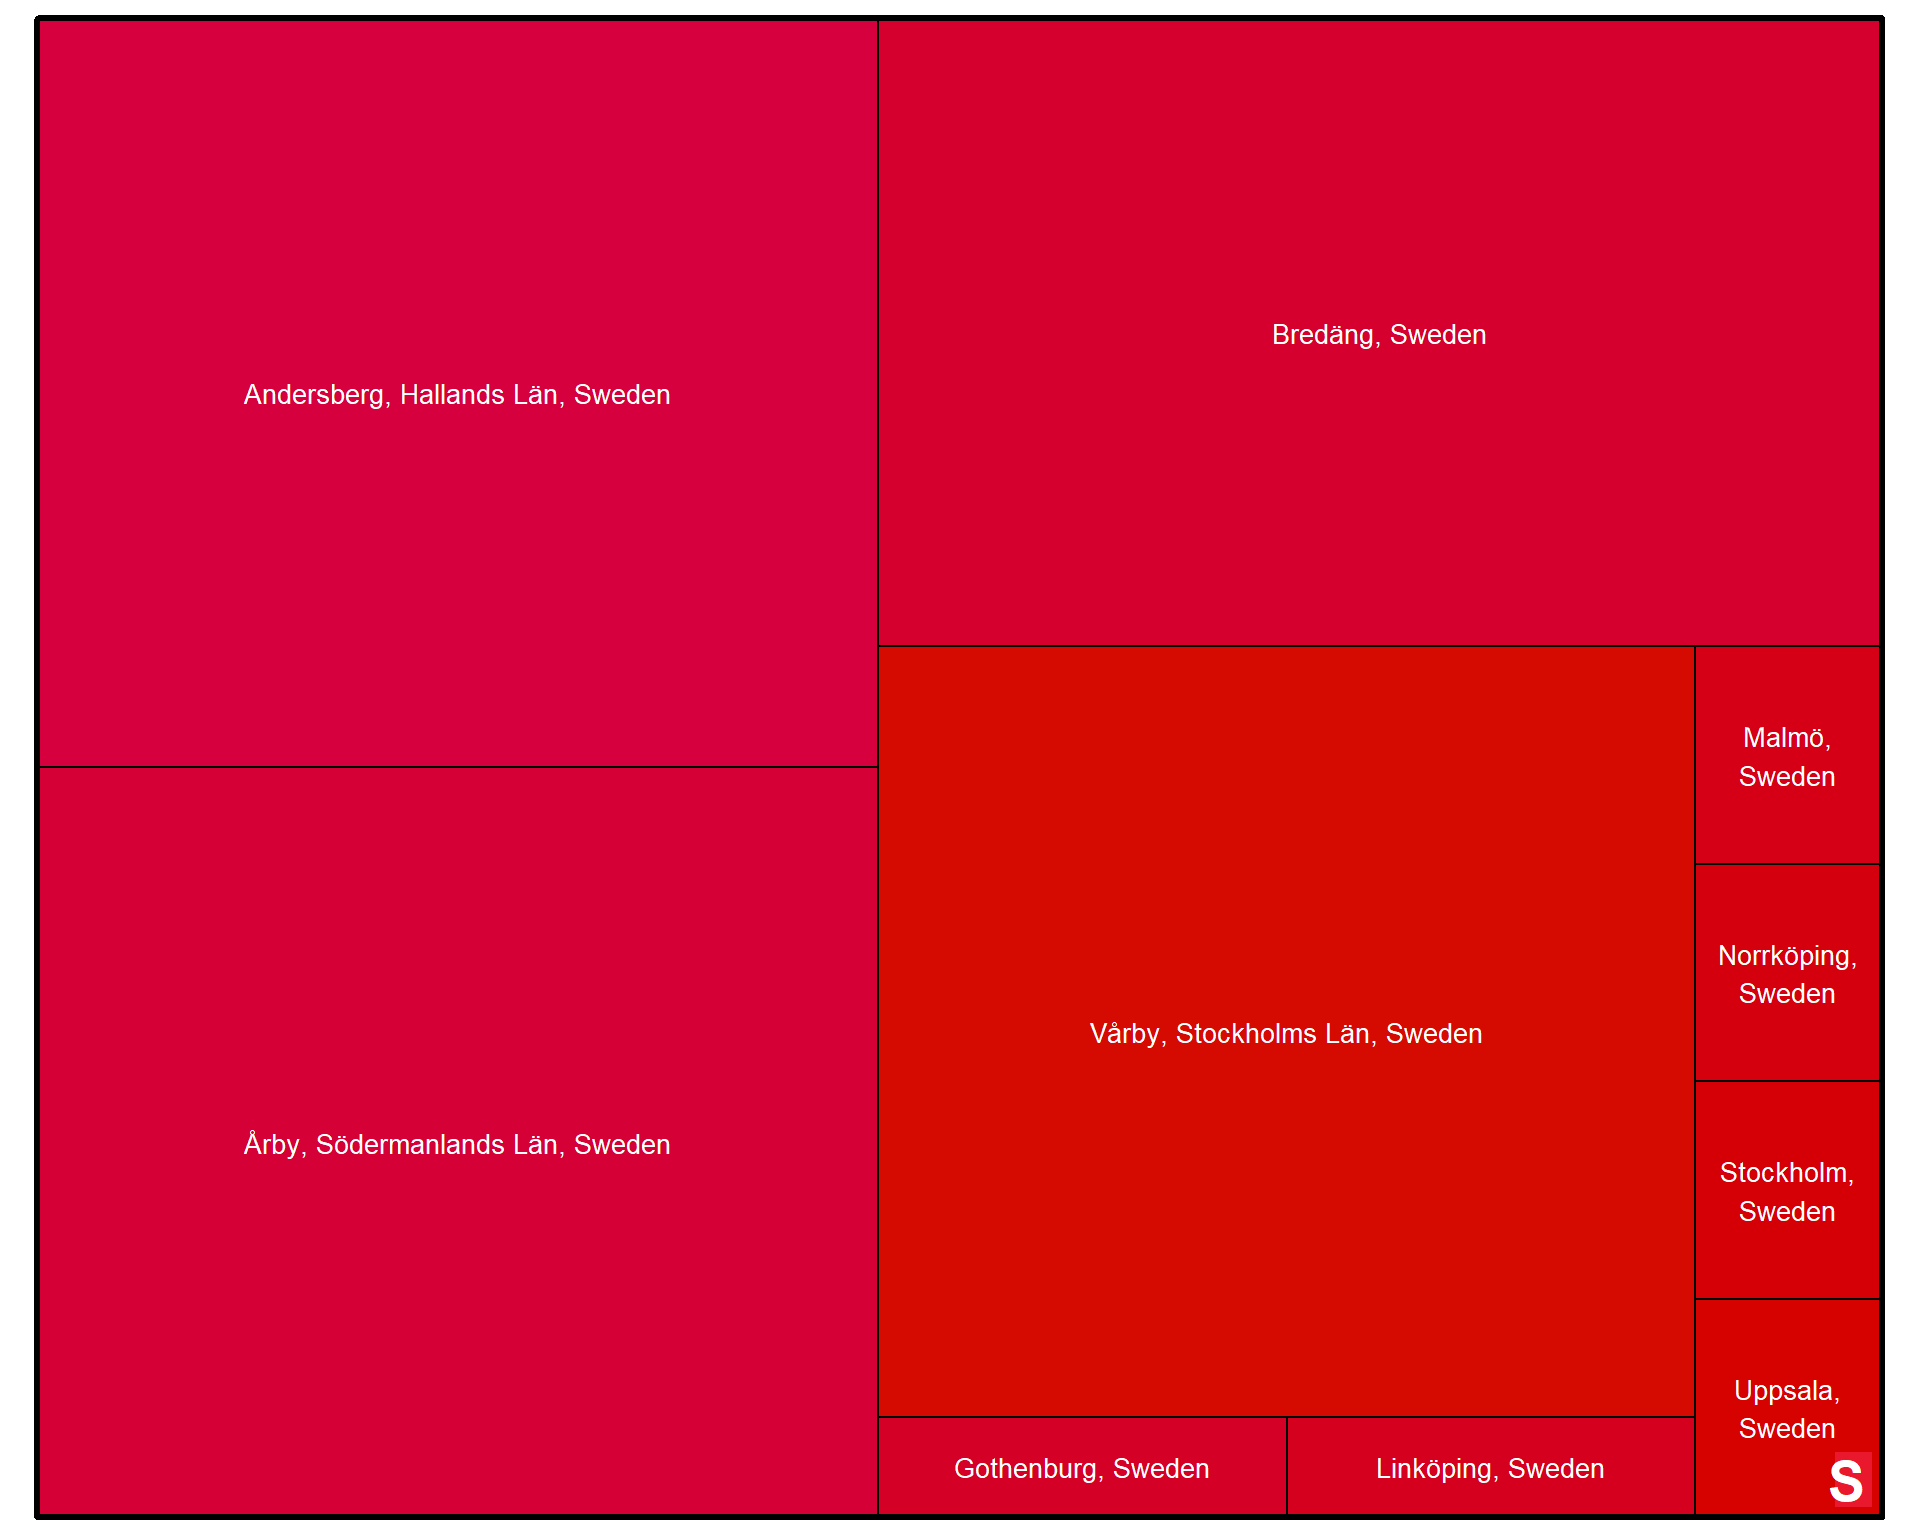 Andersberg, Hallands Län, Sweden
Bredäng, Sweden
Årby, Södermanlands Län, Sweden
Vårby, Stockholms Län, Sweden
Malmö,
Sweden
Norrköping,
Sweden
Stockholm,
Sweden
Uppsala,
Sweden
Gothenburg, Sweden
Linköping, Sweden
S